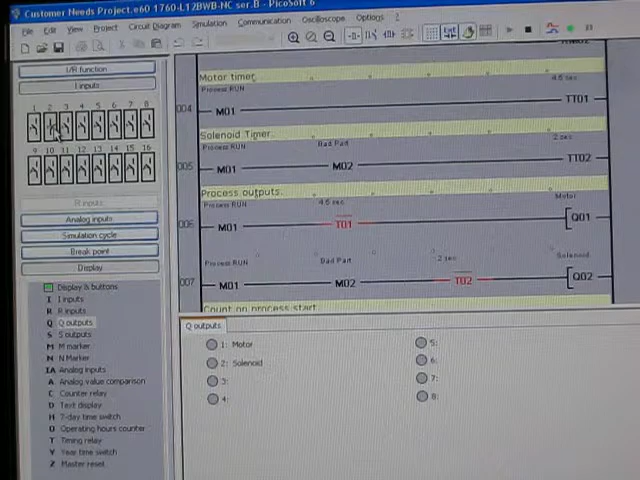 Customer Needs Project.e60 1760-L12BWB-NC ser.B - PicoSoft 6
File Edit View Project Circuit Diagram Simulation Communication Oscilloscope Options ?
I/R function
I inputs
1 2 3 4 5 6 7 8
9 10 11 12 13 14 15 16
R inputs
Analog inputs
Simulation cycle
Break point
Display
Display & buttons
I I inputs
R R inputs
Q Q outputs
S S outputs
M M marker
N N Marker
IA Analog inputs
A Analog value comparison
C Counter relay
D Text display
H 7-day time switch
O Operating hours counter
T Timing relay
Y Year time switch
Z Master reset
Motor timer
Process RUN 4.6 sec
004 M01 TT01
Solenoid Timer
Process RUN Bad Part 2 sec
005 M01 M02 TT02
Process outputs.
Process RUN 4.6 sec Motor
006 M01 T01 Q01
Process RUN Bad Part 2 sec Solenoid
007 M01 M02 T02 Q02
Count on process start
Q outputs
1: Motor 5:
2: Solenoid 6:
3: 7:
4: 8: